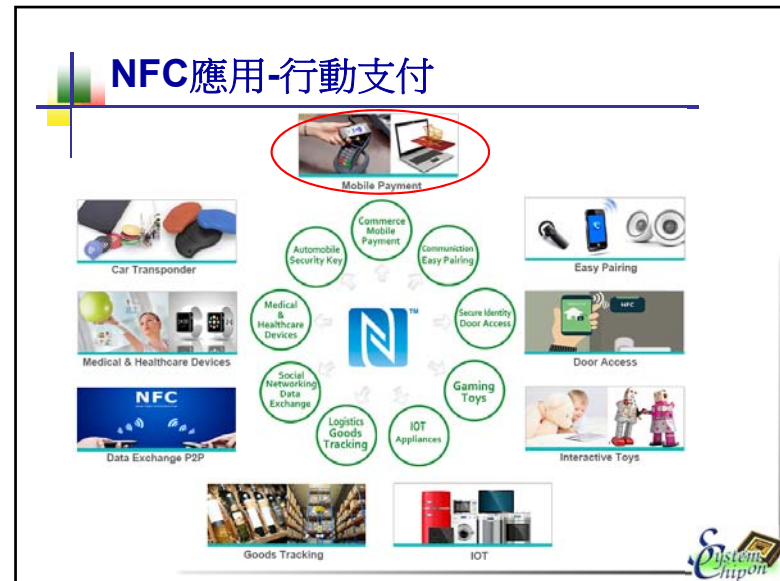 NFC應用-行動支付
Mobile Payment
Commerce
Mobile
Payment
Automobile
Security Key
Communiction
Easy Pairing
Car Transponder
Easy Pairing
Medical
&
Healthcare
Devices
Secure Identity
Door Access
NFC
Medical & Healthcare Devices
Door Access
Social
Networking
Data
Exchange
Gaming
Toys
NFC
Logistics
Goods
Tracking
IOT
Appliances
Data Exchange P2P
Interactive Toys
Goods Tracking
IOT
System
Chipon